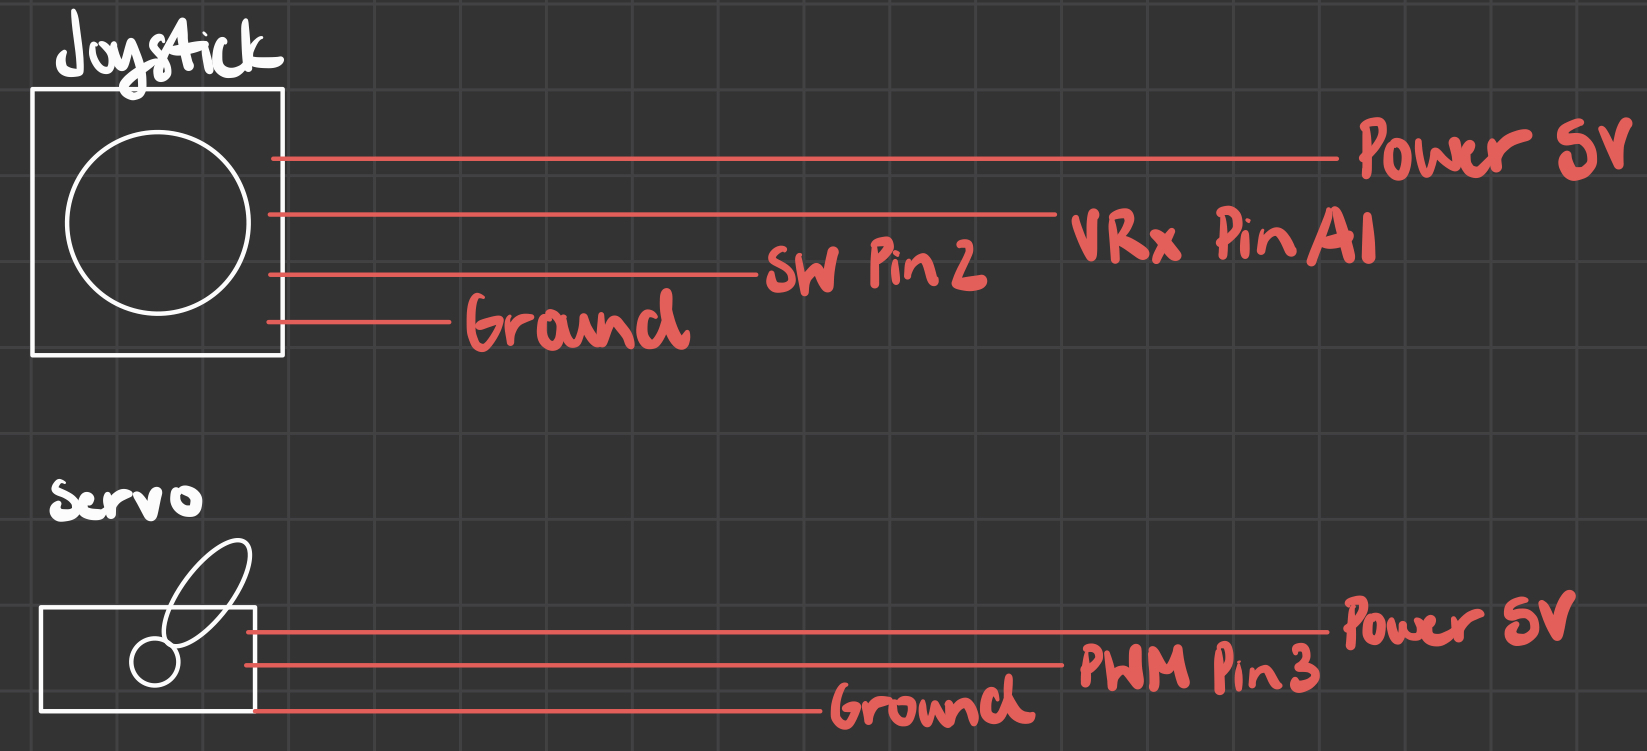 Joystick
Power 5V
VRx Pin A1
SW Pin 2
Ground
Servo
Power 5V
PWM Pin 3
Ground